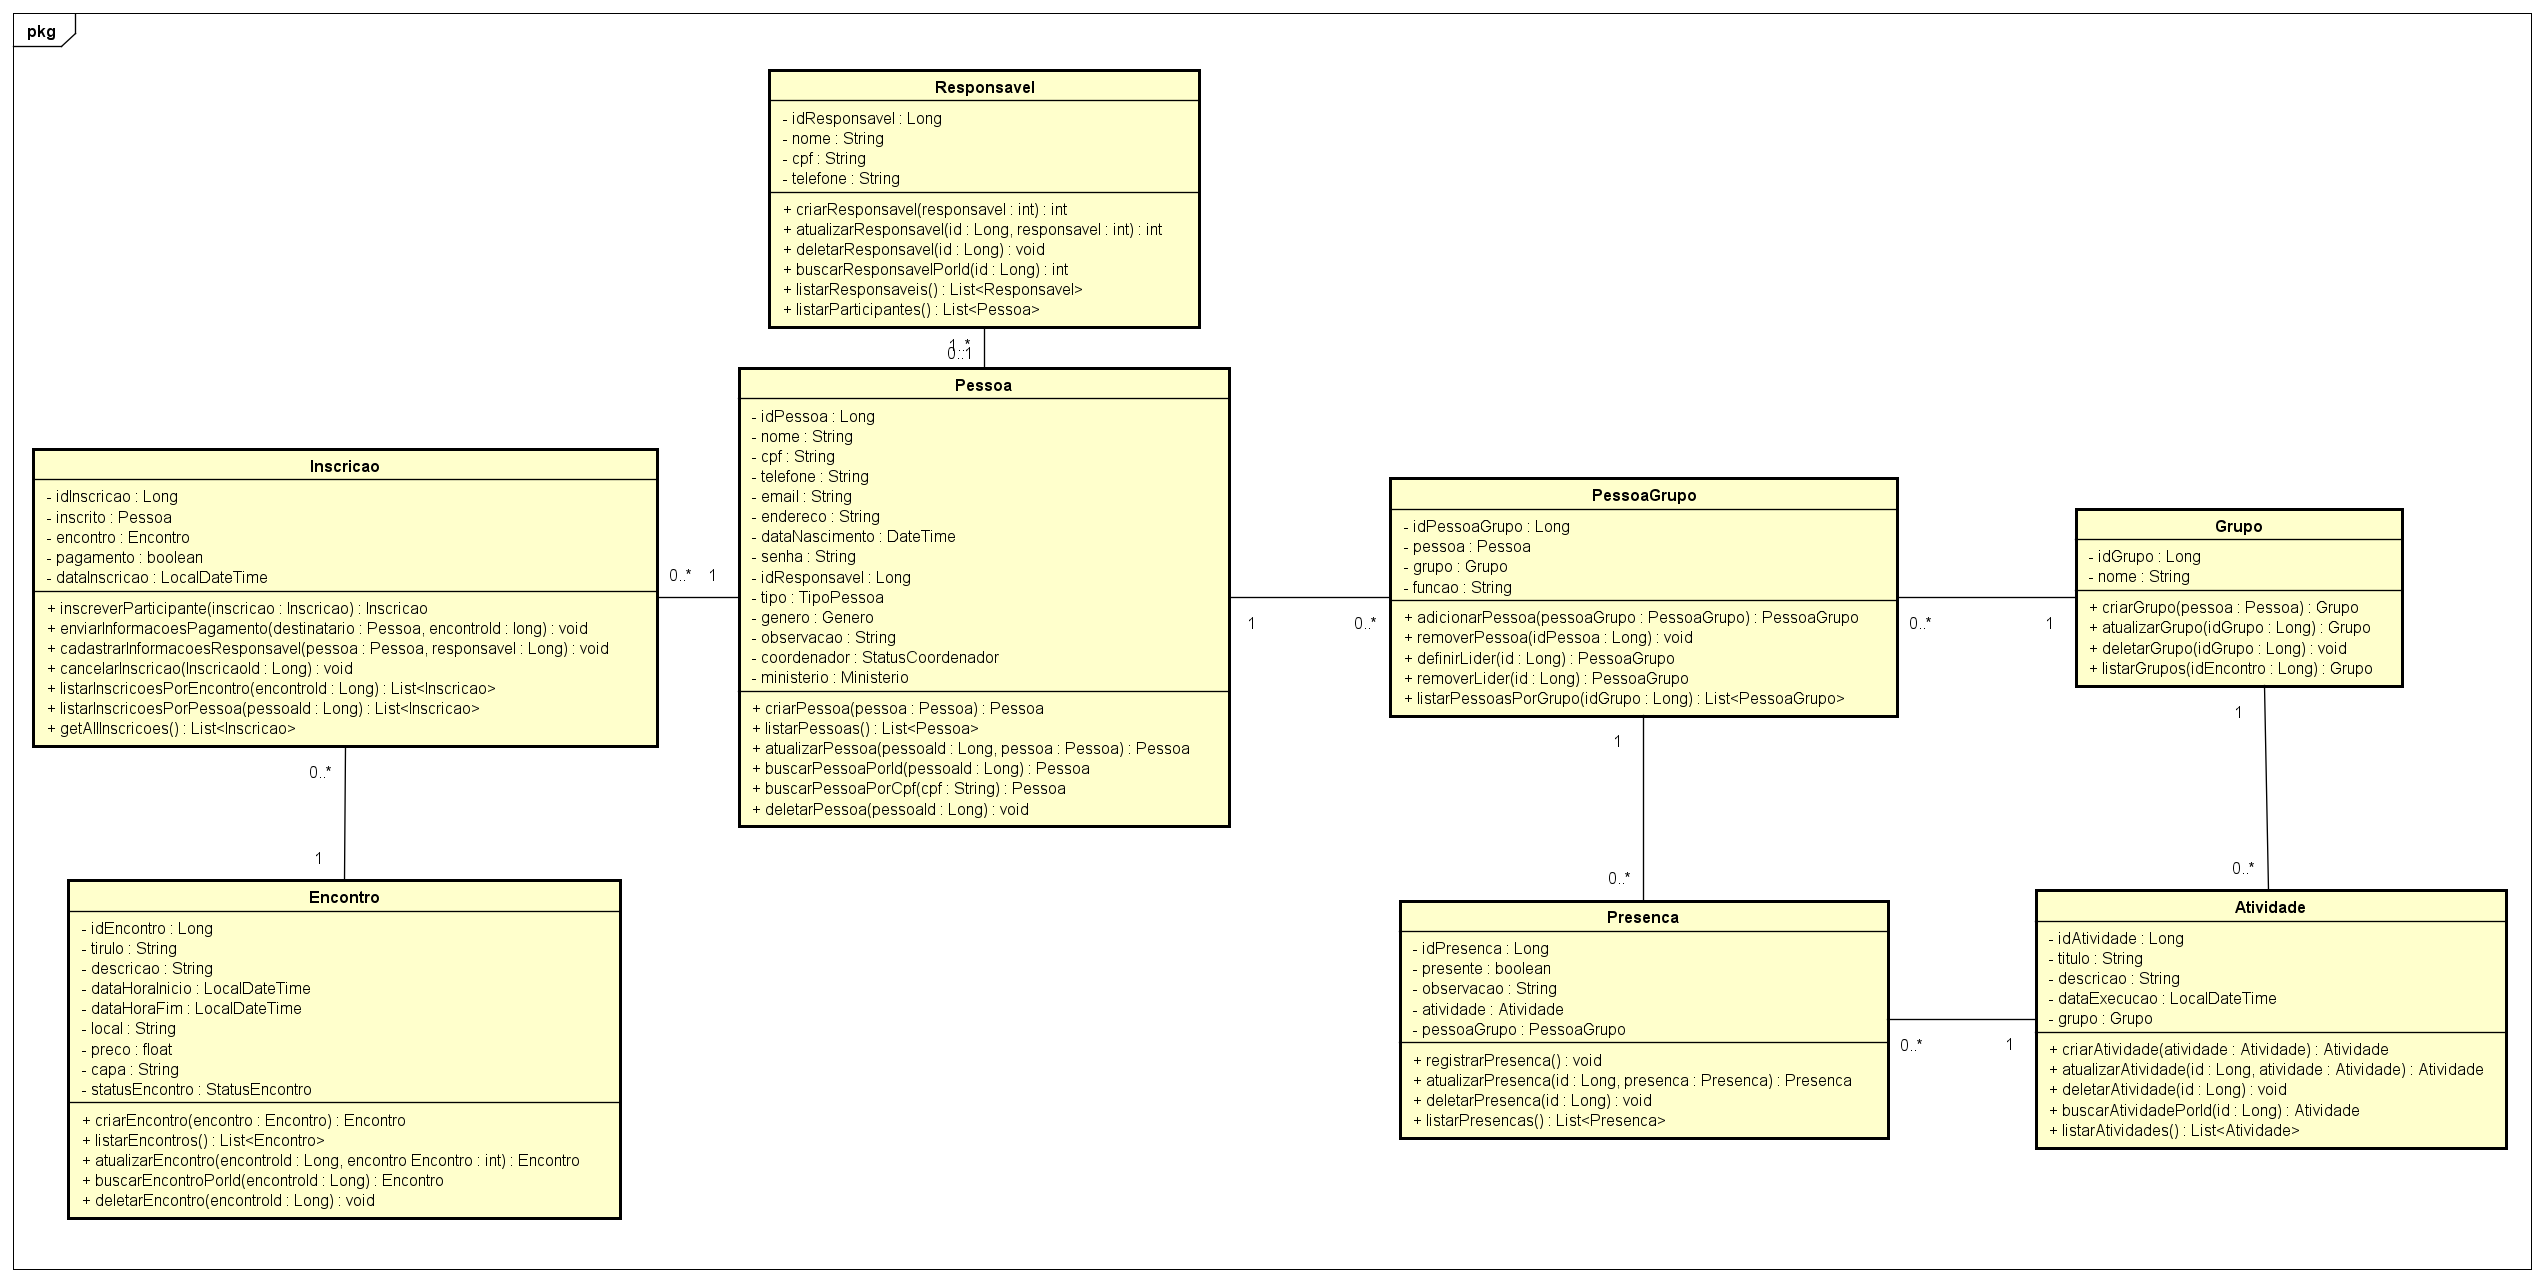 pkg
Responsavel
- idResponsavel : Long
- nome : String
- cpf : String
- telefone : String
+ criarResponsavel(responsavel : int) : int
+ atualizarResponsavel(id : Long, responsavel : int) : int
+ deletarResponsavel(id : Long) : void
+ buscarResponsavelPorId(id : Long) : int
+ listarResponsaveis() : List<Responsavel>
+ listarParticipantes() : List<Pessoa>
1..*
0..1
Pessoa
- idPessoa : Long
- nome : String
- cpf : String
- telefone : String
- email : String
- endereco : String
- dataNascimento : DateTime
- senha : String
- idResponsavel : Long
- tipo : TipoPessoa
- genero : Genero
- observacao : String
- coordenador : StatusCoordenador
- ministerio : Ministerio
+ criarPessoa(pessoa : Pessoa) : Pessoa
+ listarPessoas() : List<Pessoa>
+ atualizarPessoa(pessoaId : Long, pessoa : Pessoa) : Pessoa
+ buscarPessoaPorId(pessoaId : Long) : Pessoa
+ buscarPessoaPorCpf(cpf : String) : Pessoa
+ deletarPessoa(pessoaId : Long) : void
Inscricao
- idInscricao : Long
- inscrito : Pessoa
- encontro : Encontro
- pagamento : boolean
- dataInscricao : LocalDateTime
+ inscreverParticipante(inscricao : Inscricao) : Inscricao
+ enviarInformacoesPagamento(destinatario : Pessoa, encontroId : long) : void
+ cadastrarInformacoesResponsavel(pessoa : Pessoa, responsavel : Long) : void
+ cancelarInscricao(InscricaoId : Long) : void
+ listarInscricoesPorEncontro(encontroId : Long) : List<Inscricao>
+ listarInscricoesPorPessoa(pessoaId : Long) : List<Inscricao>
+ getAllInscricoes() : List<Inscricao>
0..* 1
0..*
1
Encontro
- idEncontro : Long
- tirulo : String
- descricao : String
- dataHoraInicio : LocalDateTime
- dataHoraFim : LocalDateTime
- local : String
- preco : float
- capa : String
- statusEncontro : StatusEncontro
+ criarEncontro(encontro : Encontro) : Encontro
+ listarEncontros() : List<Encontro>
+ atualizarEncontro(encontroId : Long, encontro Encontro : int) : Encontro
+ buscarEncontroPorId(encontroId : Long) : Encontro
+ deletarEncontro(encontroId : Long) : void
1 0..*
PessoaGrupo
- idPessoaGrupo : Long
- pessoa : Pessoa
- grupo : Grupo
- funcao : String
+ adicionarPessoa(pessoaGrupo : PessoaGrupo) : PessoaGrupo
+ removerPessoa(idPessoa : Long) : void
+ definirLider(id : Long) : PessoaGrupo
+ removerLider(id : Long) : PessoaGrupo
+ listarPessoasPorGrupo(idGrupo : Long) : List<PessoaGrupo>
0..* 1
Grupo
- idGrupo : Long
- nome : String
+ criarGrupo(pessoa : Pessoa) : Grupo
+ atualizarGrupo(idGrupo : Long) : Grupo
+ deletarGrupo(idGrupo : Long) : void
+ listarGrupos(idEncontro : Long) : Grupo
1
0..*
1
0..*
Presenca
- idPresenca : Long
- presente : boolean
- observacao : String
- atividade : Atividade
- pessoaGrupo : PessoaGrupo
+ registrarPresenca() : void
+ atualizarPresenca(id : Long, presenca : Presenca) : Presenca
+ deletarPresenca(id : Long) : void
+ listarPresencas() : List<Presenca>
0..* 1
Atividade
- idAtividade : Long
- titulo : String
- descricao : String
- dataExecucao : LocalDateTime
- grupo : Grupo
+ criarAtividade(atividade : Atividade) : Atividade
+ atualizarAtividade(id : Long, atividade : Atividade) : Atividade
+ deletarAtividade(id : Long) : void
+ buscarAtividadePorId(id : Long) : Atividade
+ listarAtividades() : List<Atividade>